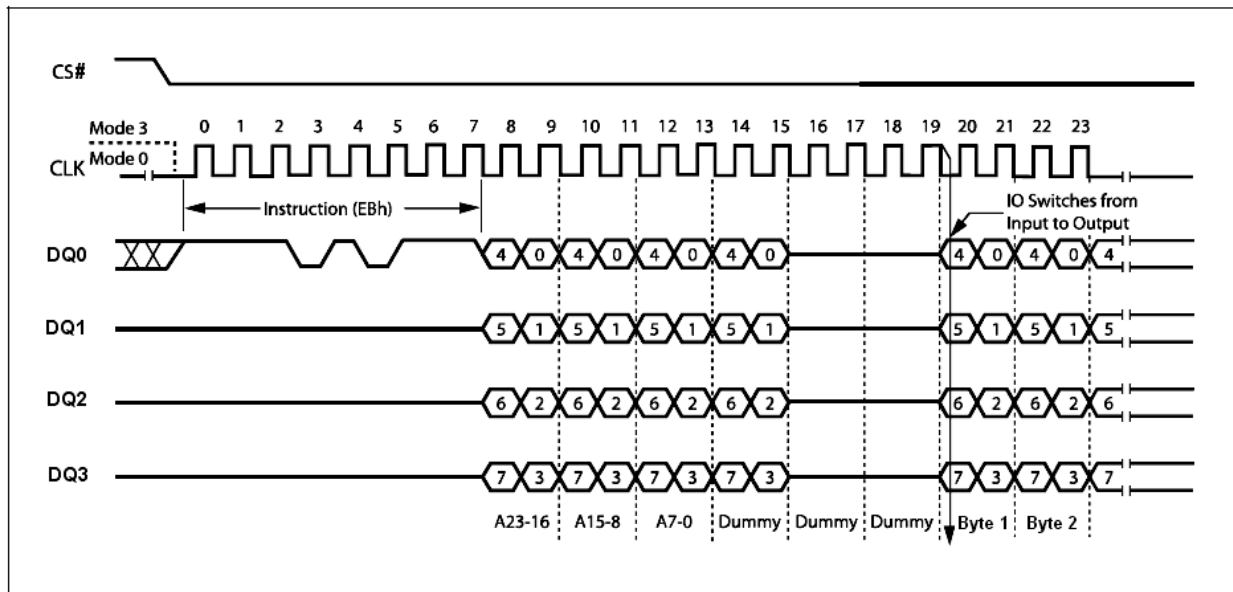 CS#
Mode 3
0 1 2 3 4 5 6 7 8 9 10 11 12 13 14 15 16 17 18 19 20 21 22 23
Mode 0
CLK
Instruction (EBh)
IO Switches from
Input to Output
DQ0
4 0 4 0 4 0 4 0 4 0 4 0 4
DQ1
5 1 5 1 5 1 5 1 5 1 5 1 5
DQ2
6 2 6 2 6 2 6 2 6 2 6 2 6
DQ3
7 3 7 3 7 3 7 3 7 3 7 3 7
A23-16 A15-8 A7-0 Dummy Dummy Dummy Byte 1 Byte 2